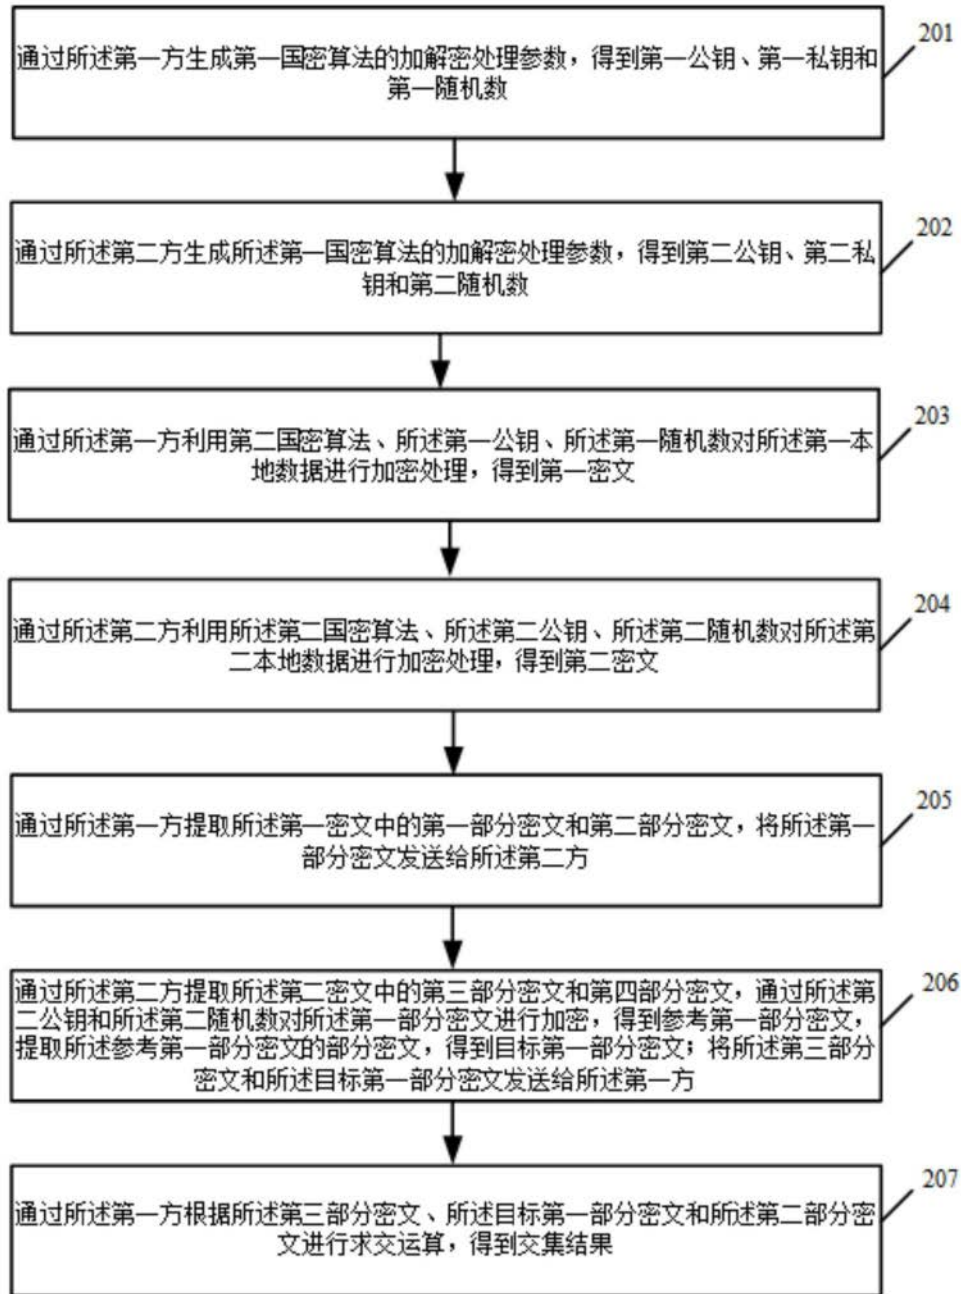 通过所述第一方生成第一国密算法的加解密处理参数，得到第一公钥、第一私钥和
第一随机数
201
通过所述第二方生成所述第一国密算法的加解密处理参数，得到第二公钥、第二私
钥和第二随机数
202
通过所述第一方利用第二国密算法、所述第一公钥、所述第一随机数对所述第一本
地数据进行加密处理，得到第一密文
203
通过所述第二方利用所述第二国密算法、所述第二公钥、所述第二随机数对所述第
二本地数据进行加密处理，得到第二密文
204
通过所述第一方提取所述第一密文中的第一部分密文和第二部分密文，将所述第一
部分密文发送给所述第二方
205
通过所述第二方提取所述第二密文中的第三部分密文和第四部分密文，通过所述第
二公钥和所述第二随机数对所述第一部分密文进行加密，得到参考第一部分密文，
提取所述参考第一部分密文的部分密文，得到目标第一部分密文；将所述第三部分
密文和所述目标第一部分密文发送给所述第一方
206
通过所述第一方根据所述第三部分密文、所述目标第一部分密文和所述第二部分密
文进行求交运算，得到交集结果
207